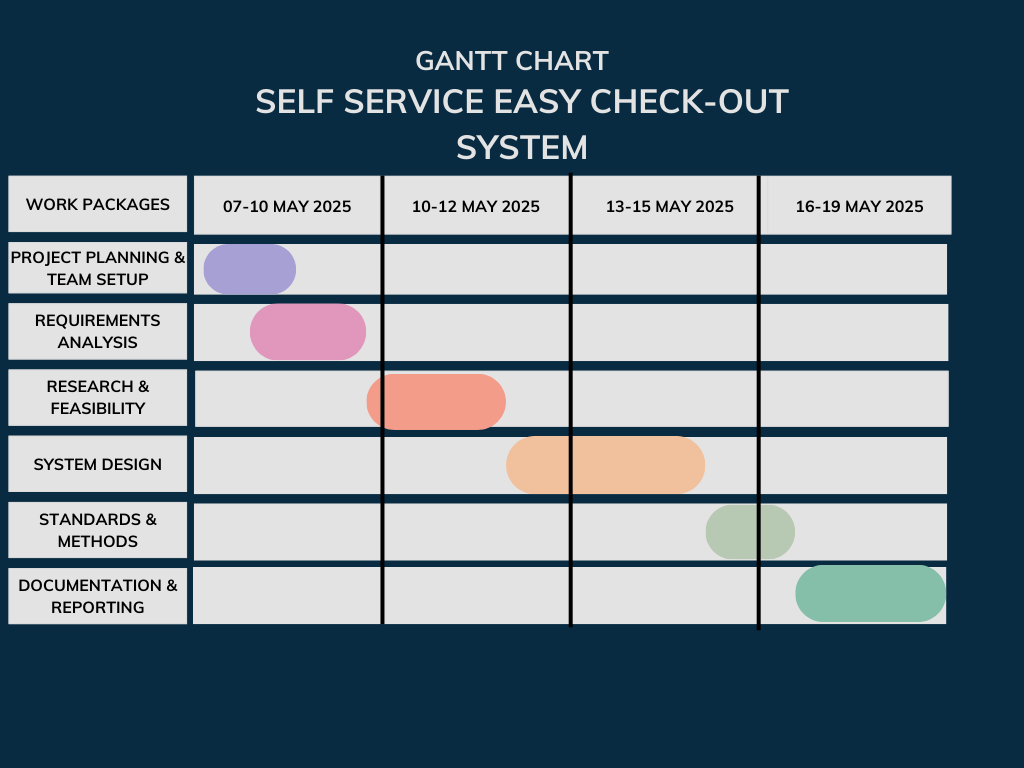 GANTT CHART
SELF SERVICE EASY CHECK-OUT
SYSTEM
WORK PACKAGES
07-10 MAY 2025
10-12 MAY 2025
13-15 MAY 2025
16-19 MAY 2025
PROJECT PLANNING &
TEAM SETUP
REQUIREMENTS
ANALYSIS
RESEARCH &
FEASIBILITY
SYSTEM DESIGN
STANDARDS &
METHODS
DOCUMENTATION &
REPORTING